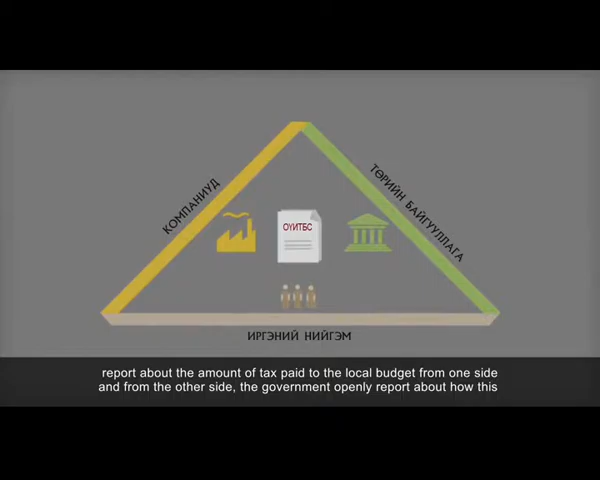 КОМПАНИУД
ТӨРИЙН БАЙГУУЛЛАГА
ОҮИТБС
ИРГЭНИЙ НИЙГЭМ
report about the amount of tax paid to the local budget from one side
and from the other side, the government openly report about how this